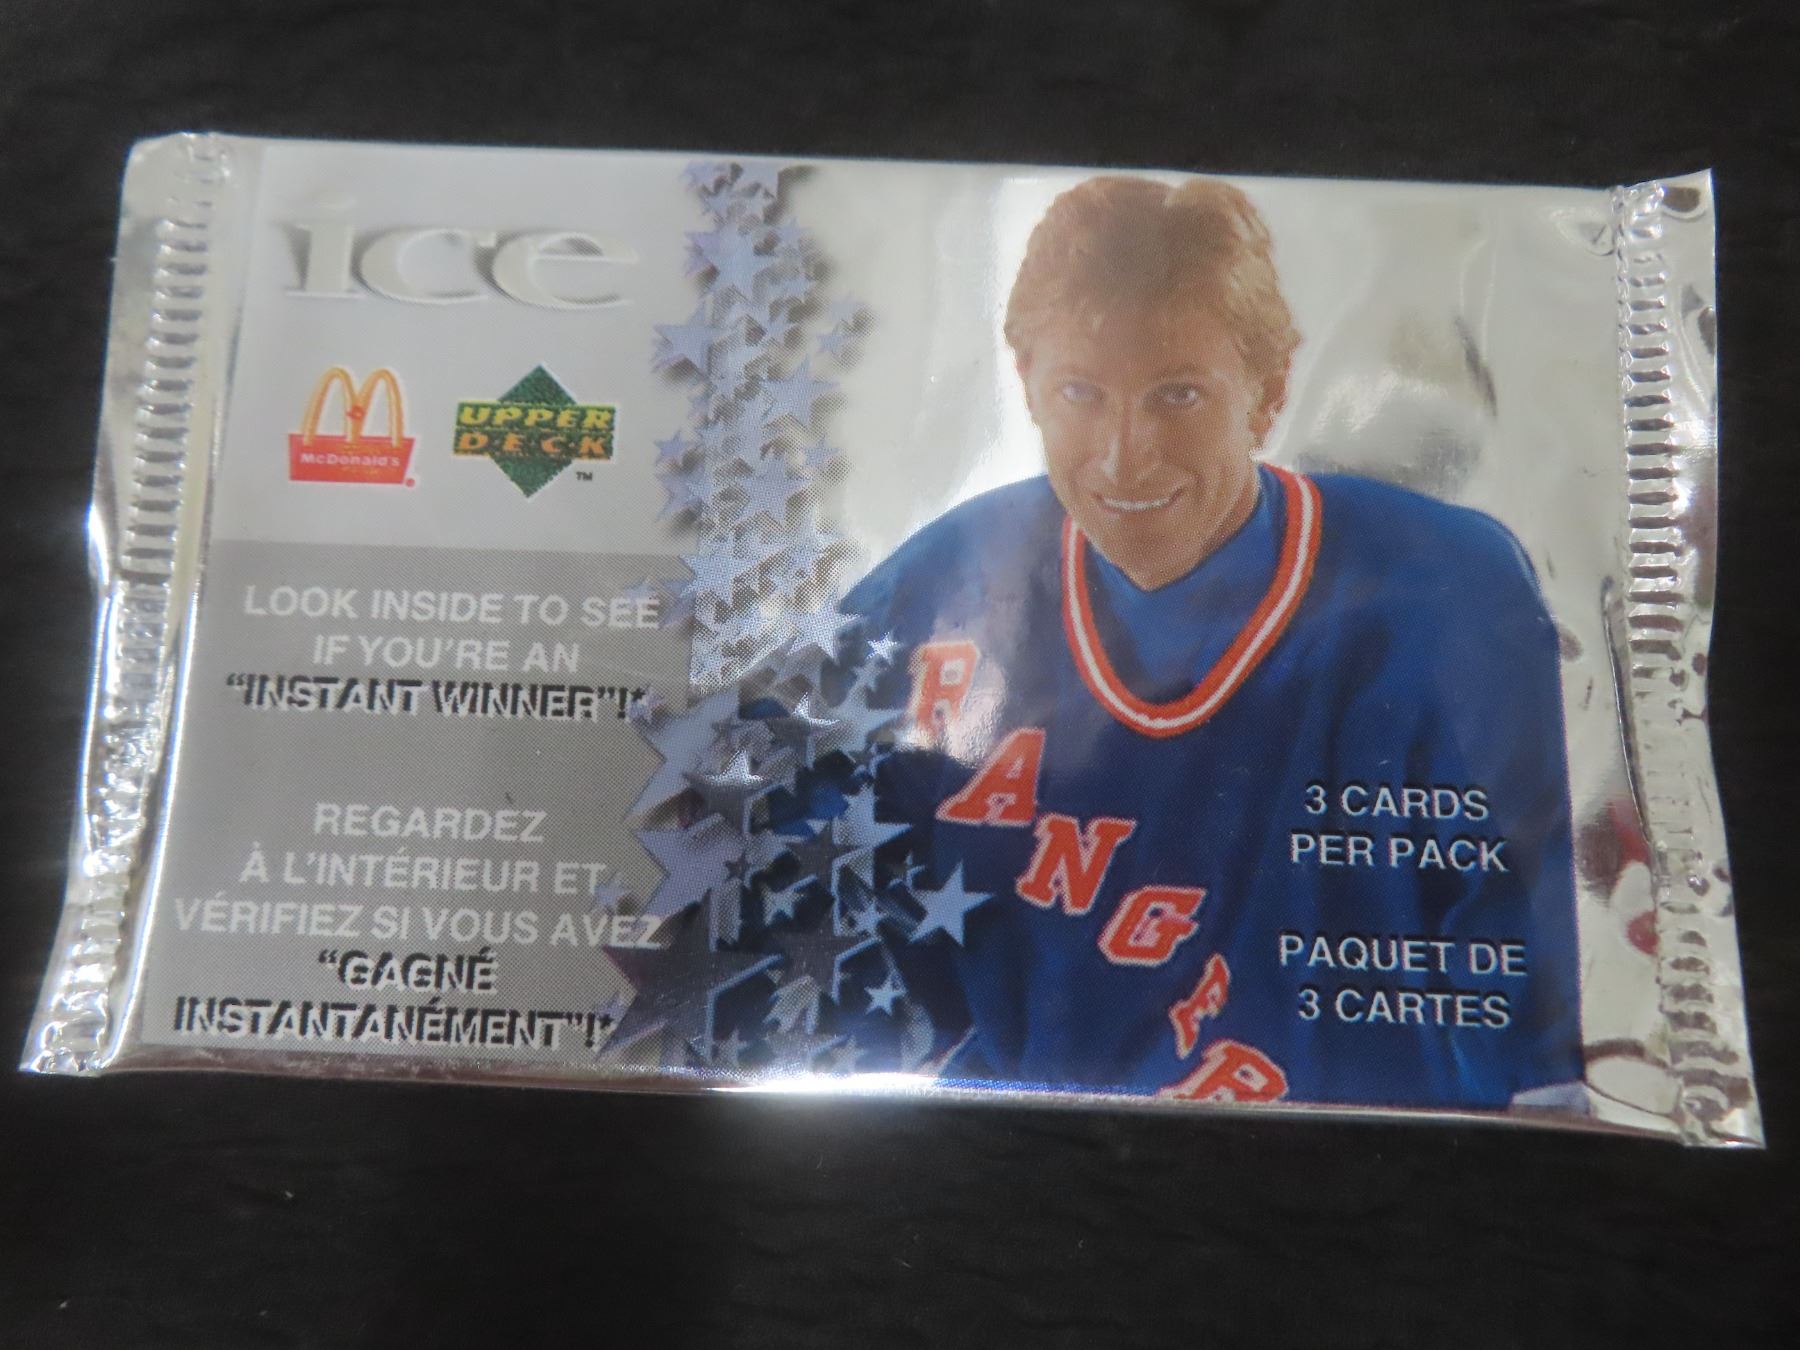 ice
McDonald's
UPPER
DECK
™
LOOK INSIDE TO SEE
IF YOU'RE AN
"INSTANT WINNER"!*
REGARDEZ
À L'INTÉRIEUR ET
VÉRIFIEZ SI VOUS AVEZ
"GAGNÉ
INSTANTANÉMENT"!*
RANGER
3 CARDS
PER PACK
PAQUET DE
3 CARTES